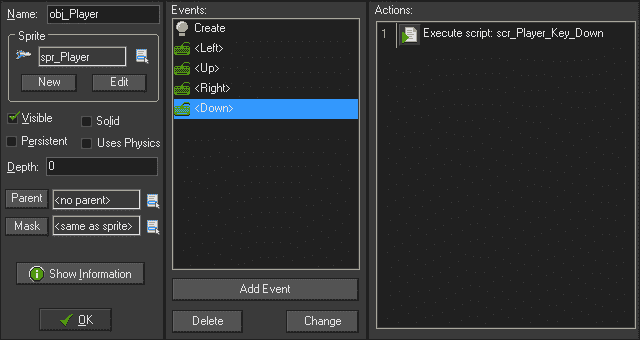 Name: obj_Player
Sprite
spr_Player
New Edit
Visible Solid
Persistent Uses Physics
Depth: 0
Parent <no parent>
Mask <same as sprite>
Show Information
OK
Events:
Create
<Left>
<Up>
<Right>
<Down>
Add Event
Delete Change
Actions:
1 Execute script: scr_Player_Key_Down